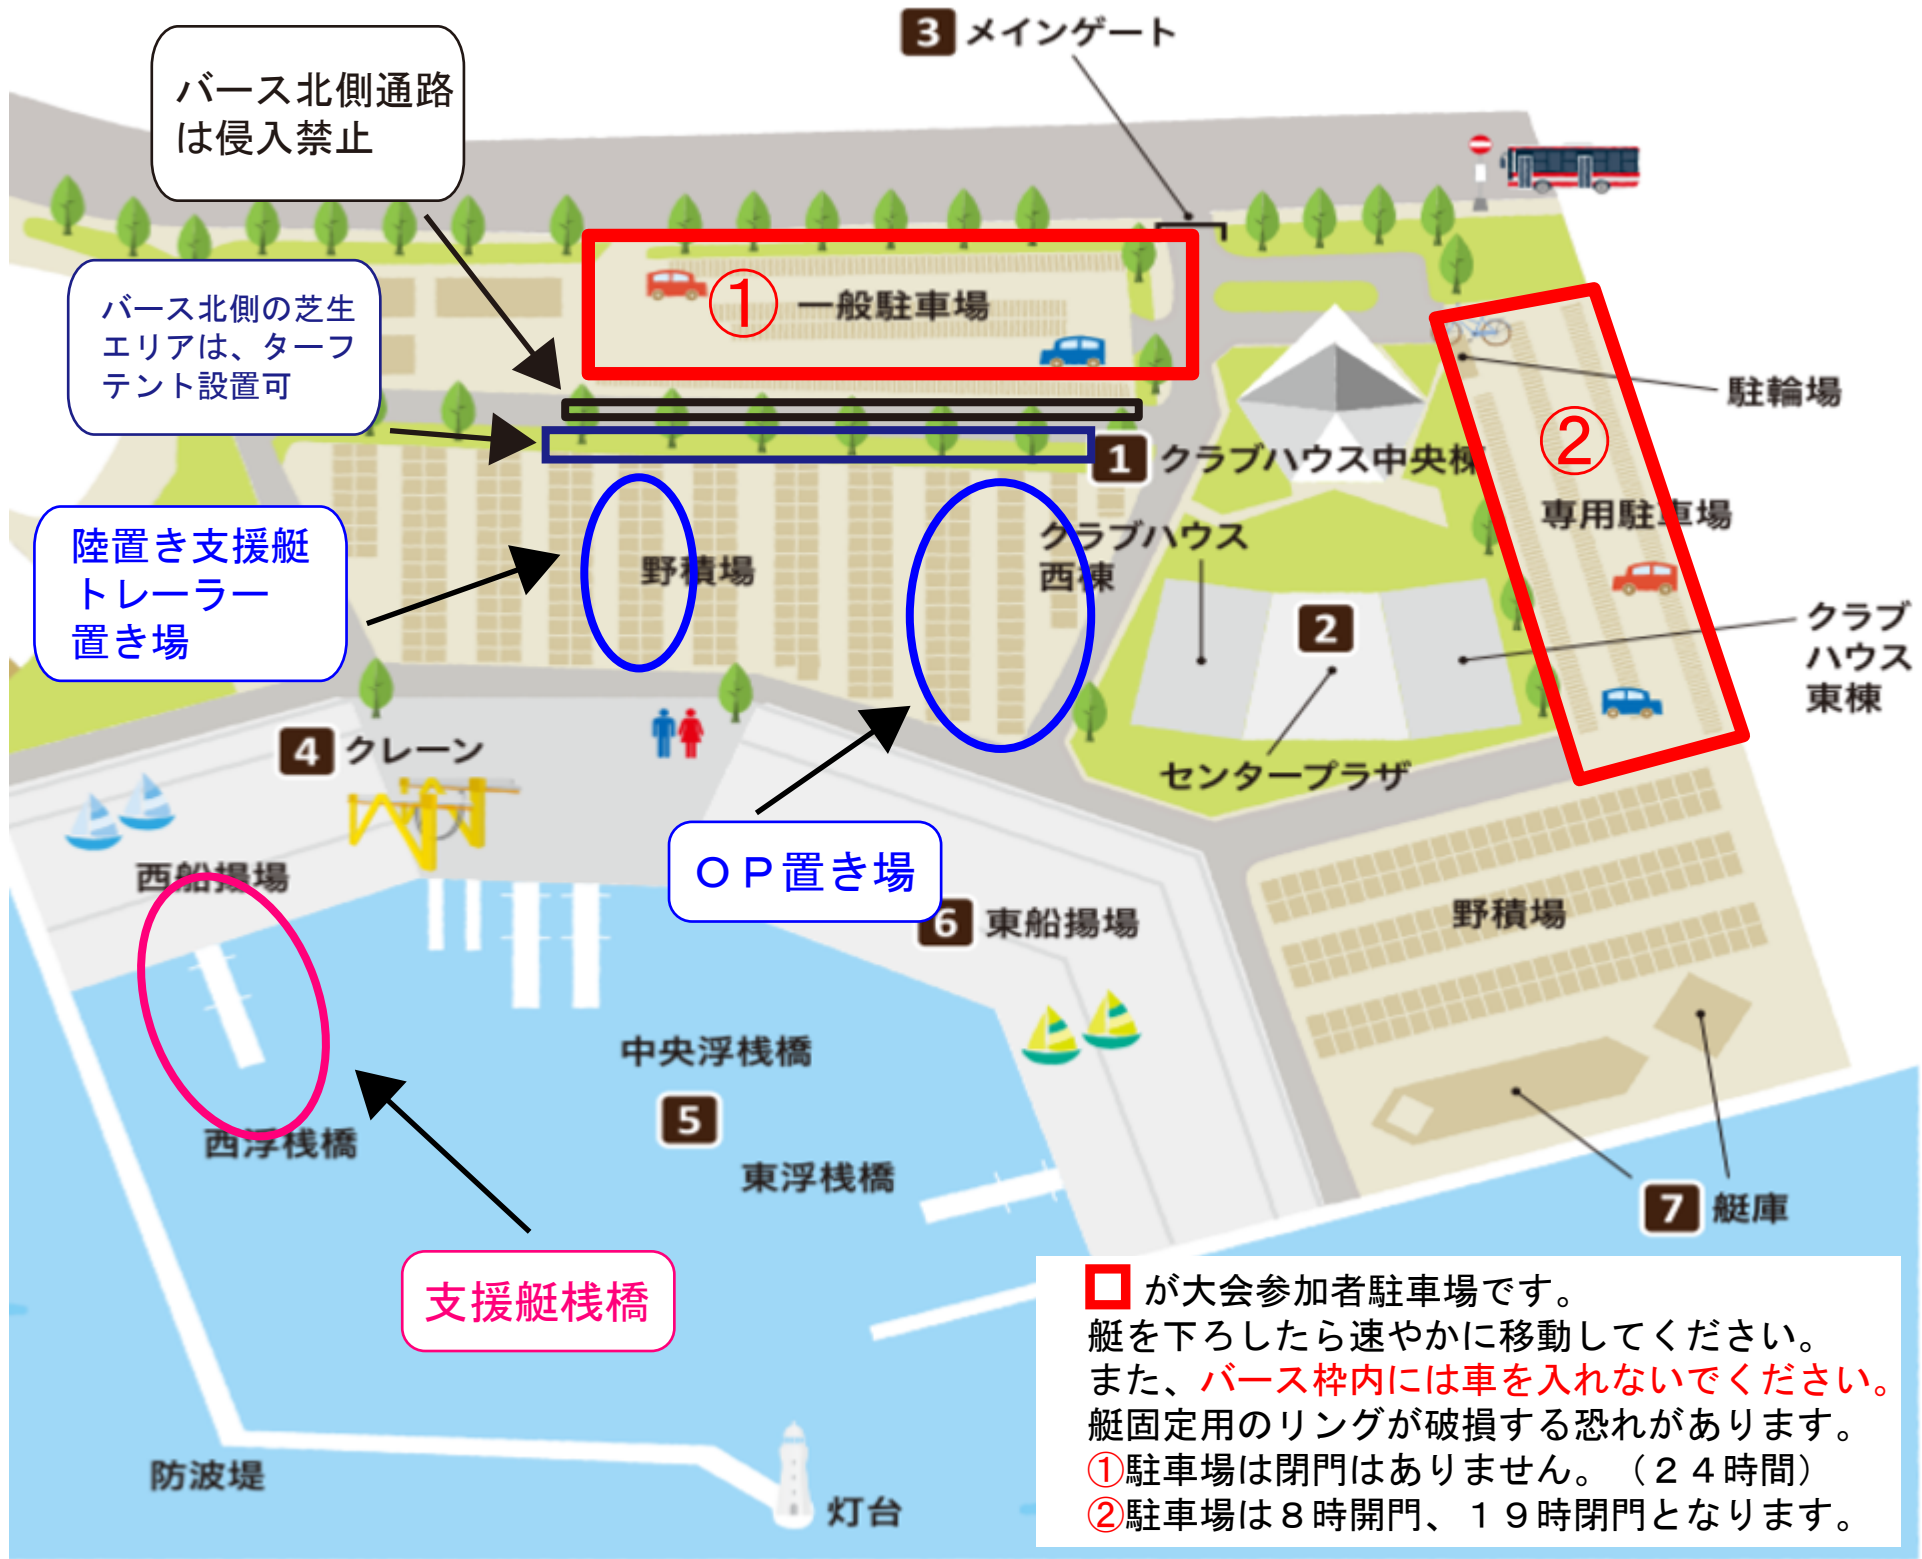 3 メインゲート
バース北側通路
は侵入禁止
バース北側の芝生
エリアは、ターフ
テント設置可
① 一般駐車場
駐輪場
②
1 クラブハウス中央棟
専用駐車場
陸置き支援艇
トレーラー
置き場
野積場
クラブハウス
西棟
2
クラブ
ハウス
東棟
4 クレーン
センタープラザ
西船揚場
ＯＰ置き場
6 東船揚場
野積場
中央浮桟橋
5
西浮桟橋
東浮桟橋
7 艇庫
支援艇桟橋
が大会参加者駐車場です。
艇を下ろしたら速やかに移動してください。
また、バース枠内には車を入れないでください。
艇固定用のリングが破損する恐れがあります。
①駐車場は閉門はありません。（２４時間）
②駐車場は８時開門、１９時閉門となります。
防波堤
灯台